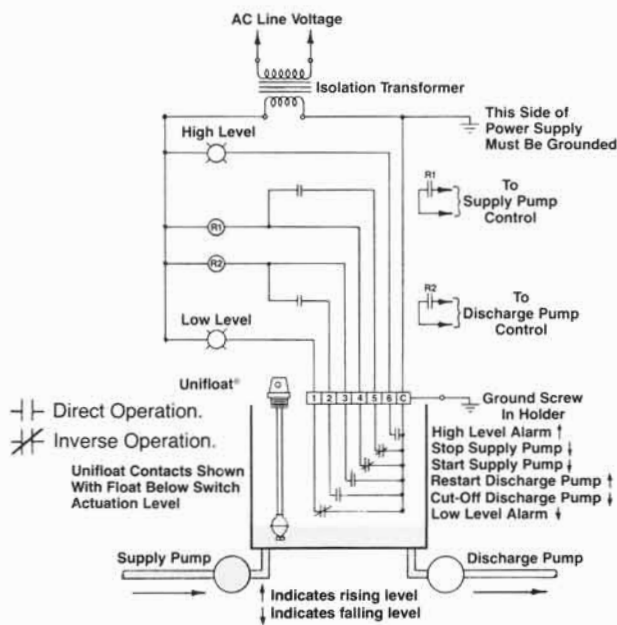 AC Line Voltage
Isolation Transformer
This Side of
Power Supply
Must Be Grounded
High Level
R1
To
Supply Pump
Control
R1
R2
R2
To
Discharge Pump
Control
Low Level
Unifloat®
1 2 3 4 5 6 C
Ground Screw
In Holder
Direct Operation.
Inverse Operation.
Unifloat Contacts Shown
With Float Below Switch
Actuation Level
High Level Alarm ↑
Stop Supply Pump ↓
Start Supply Pump ↓
Restart Discharge Pump ↑
Cut-Off Discharge Pump ↓
Low Level Alarm ↓
Supply Pump
Discharge Pump
↑ Indicates rising level
↓ Indicates falling level